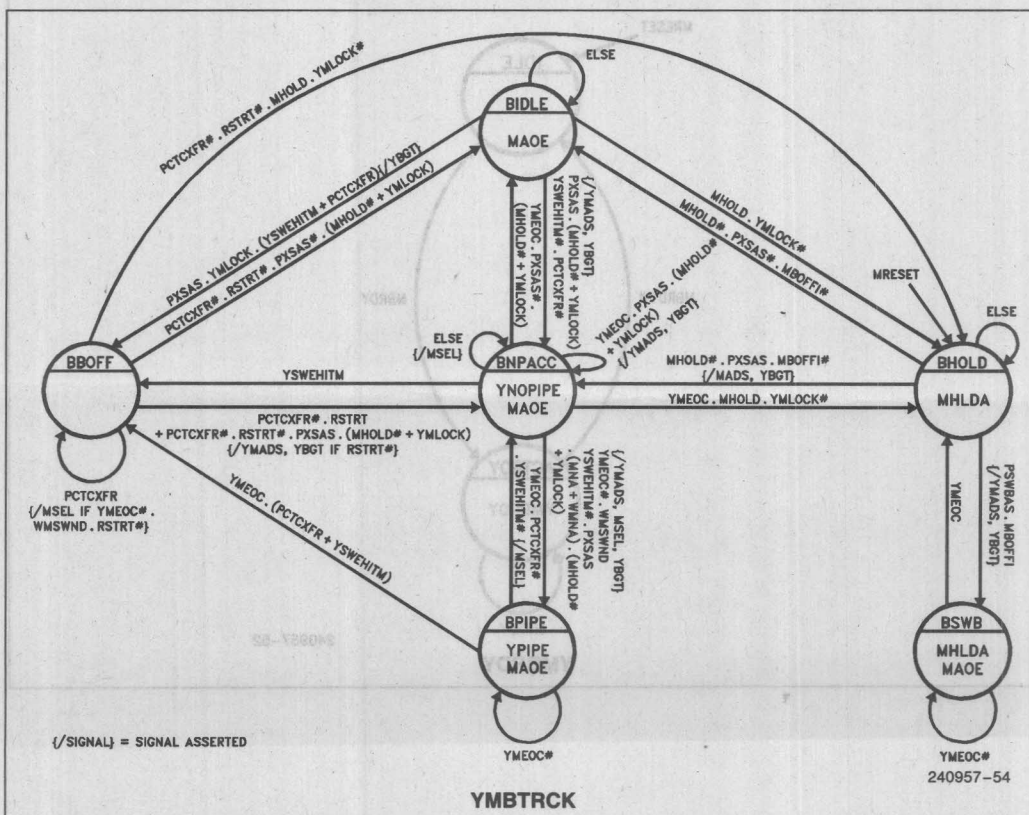 PCTCXFR# . RSTRT# . MHOLD . YMLOCK#
MRESET
ELSE
BIDLE
MAOE
PXSAS . YMLOCK . (YSWEHITM + PCTCXFR){/YBGT}
PCTCXFR# . RSTRT# . PXSAS# . (MHOLD# + YMLOCK)
YMEOC . PXSAS# .
(MHOLD# + YMLOCK)
{/YMADS, YBGT}
PXSAS . (MHOLD# + YMLOCK)
YSWEHITM# . PCTCXFR#
MHOLD . YMLOCK#
MHOLD# . PXSAS# . MBOFFI#
MRESET
ELSE
YMEOC . PXSAS . (MHOLD#
+ YMLOCK)
{/YMADS, YBGT}
BBOFF
ELSE
{/MSEL}
BNPACC
YNOPIPE
MAOE
BHOLD
MHLDA
YSWEHITM
PCTCXFR# . RSTRT
+ PCTCXFR# . RSTRT# . PXSAS . (MHOLD# + YMLOCK)
{/YMADS, YBGT IF RSTRT#}
MHOLD# . PXSAS . MBOFFI#
{/MADS, YBGT}
YMEOC . MHOLD . YMLOCK#
PCTCXFR
{/MSEL IF YMEOC# .
WMSWND . RSTRT#}
YMEOC . (PCTCXFR + YSWEHITM)
YMEOC . PCTCXFR#
. YSWEHITM# {/MSEL}
{/YMADS, MSEL, YBGT}
YMEOC# . WMSWND
YSWEHITM# . PXSAS
. (MNA + WMNA) . (MHOLD#
+ YMLOCK)
YMEOC
PSWBAS . MBOFFI
{/YMADS, YBGT}
BPIPE
YPIPE
MAOE
BSWB
MHLDA
MAOE
{/SIGNAL} = SIGNAL ASSERTED
YMEOC#
YMEOC#
240957-54
YMBTRCK